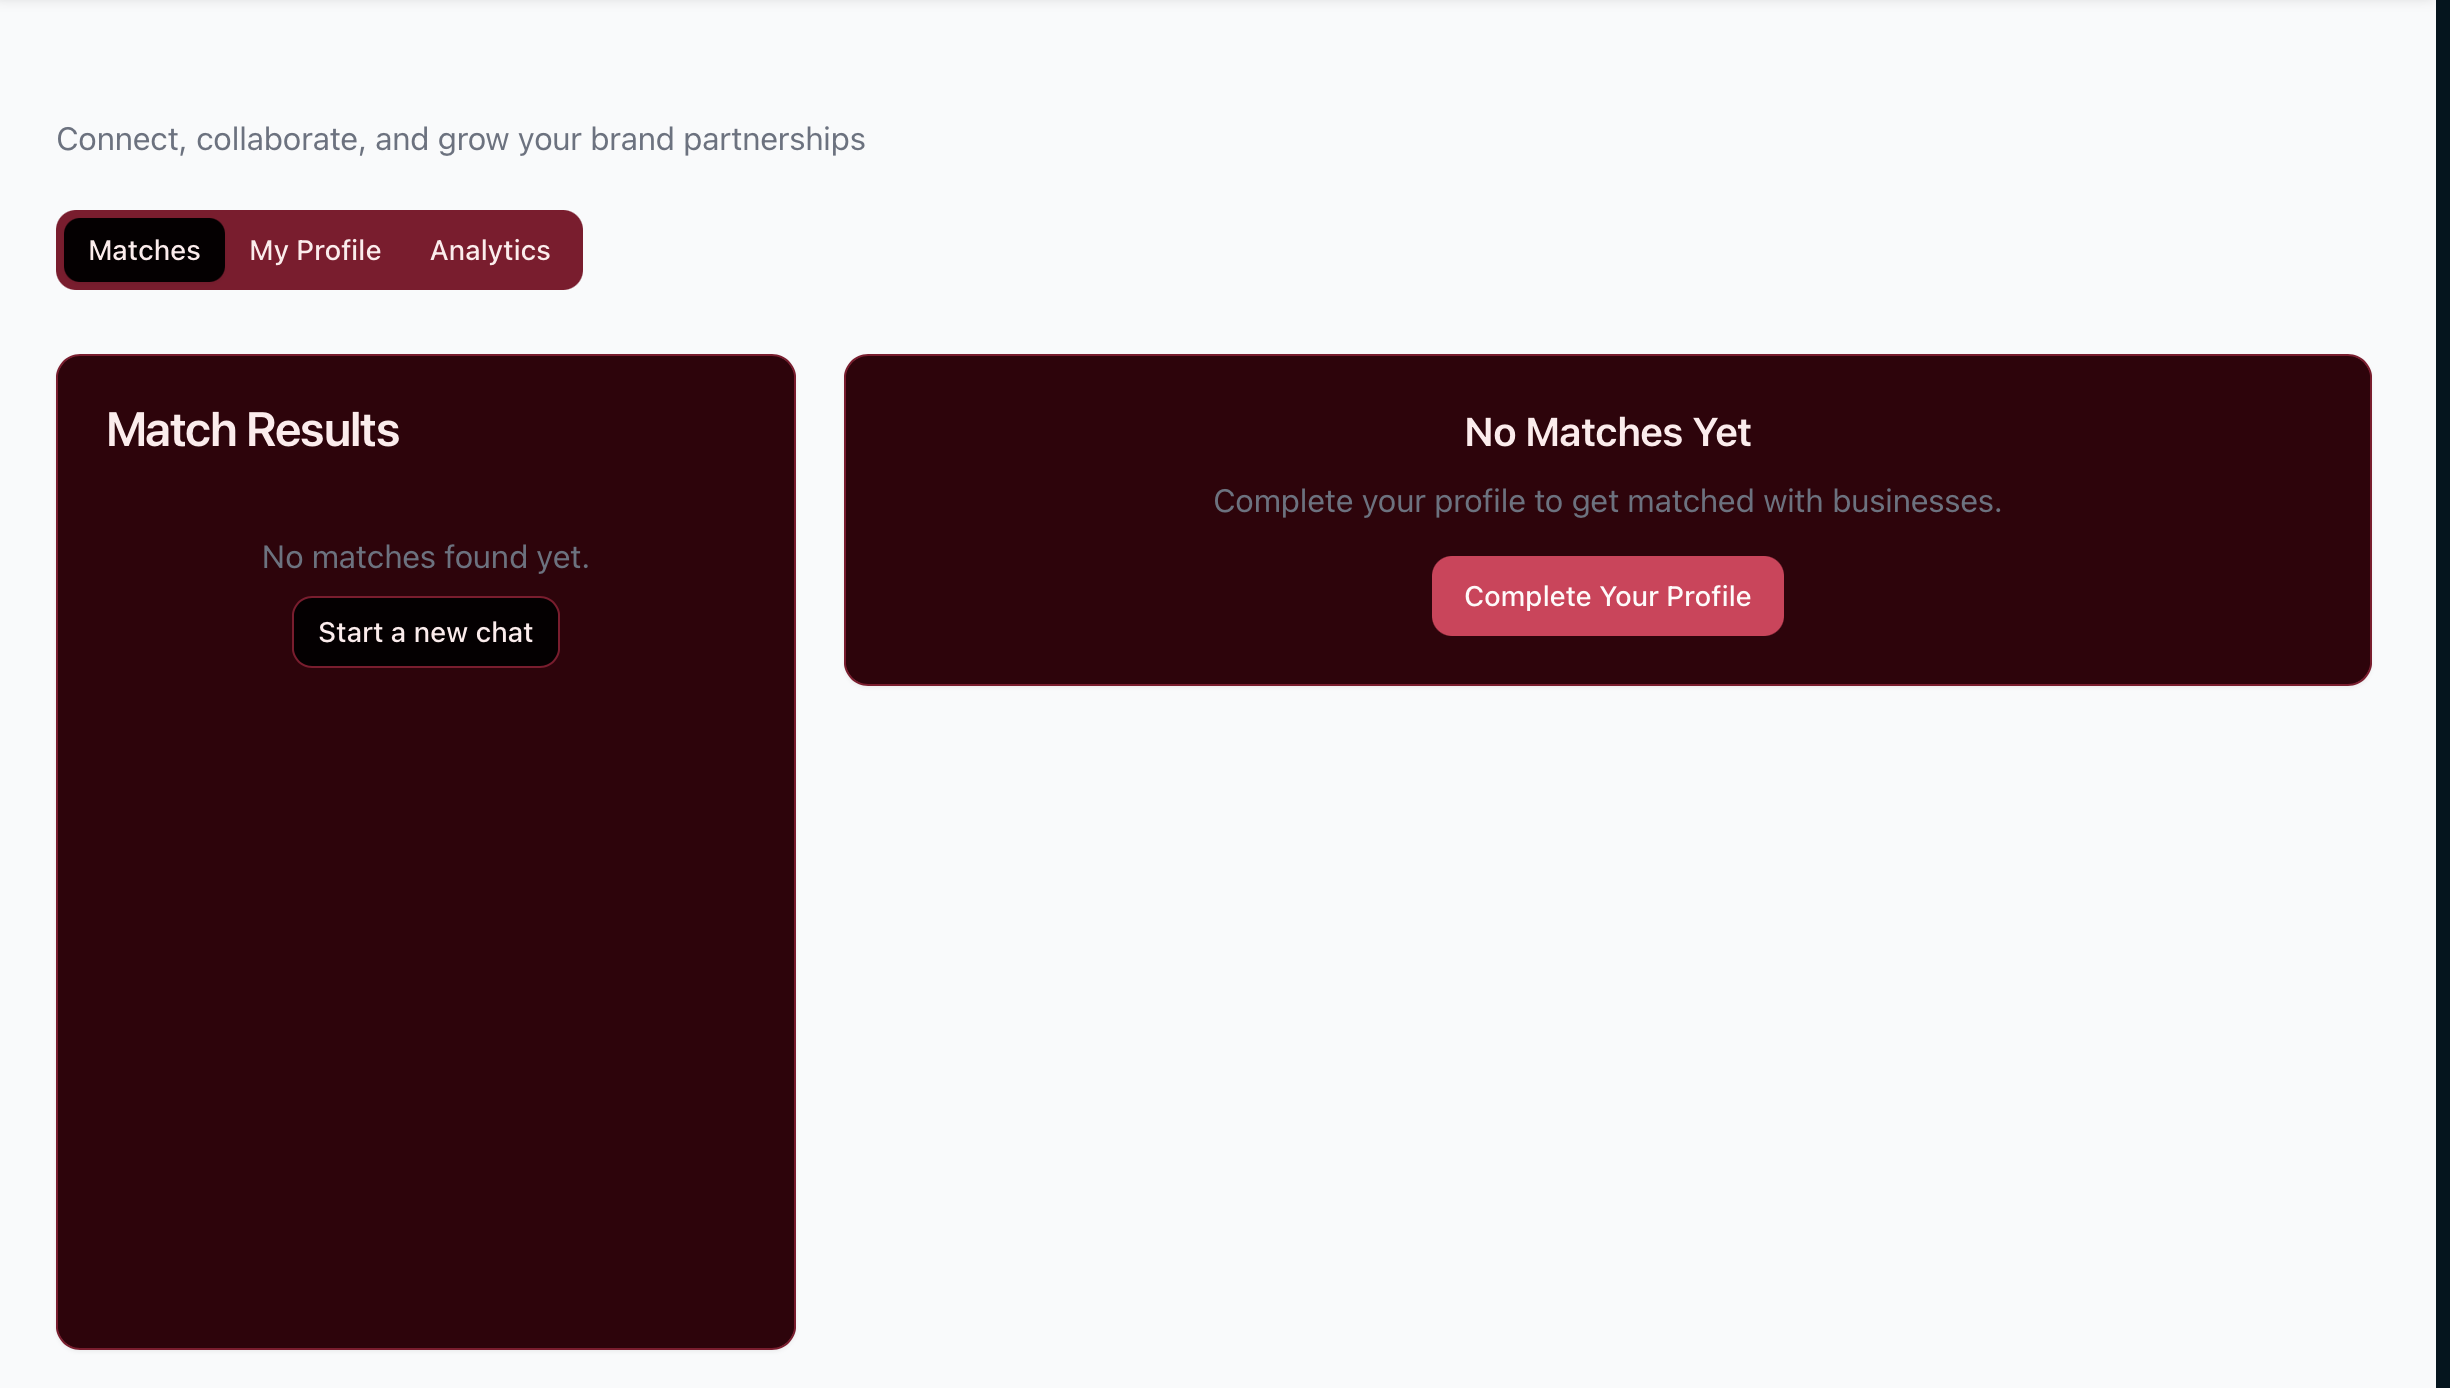 Connect, collaborate, and grow your brand partnerships
Matches My Profile Analytics
Match Results
No matches found yet.
Start a new chat
No Matches Yet
Complete your profile to get matched with businesses.
Complete Your Profile